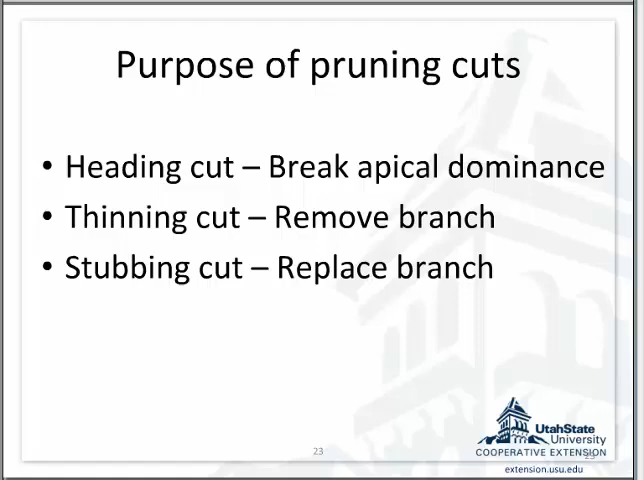 Purpose of pruning cuts
• Heading cut – Break apical dominance
• Thinning cut – Remove branch
• Stubbing cut – Replace branch
23
UtahState
University
COOPERATIVE EXTENSION
23
extension.usu.edu